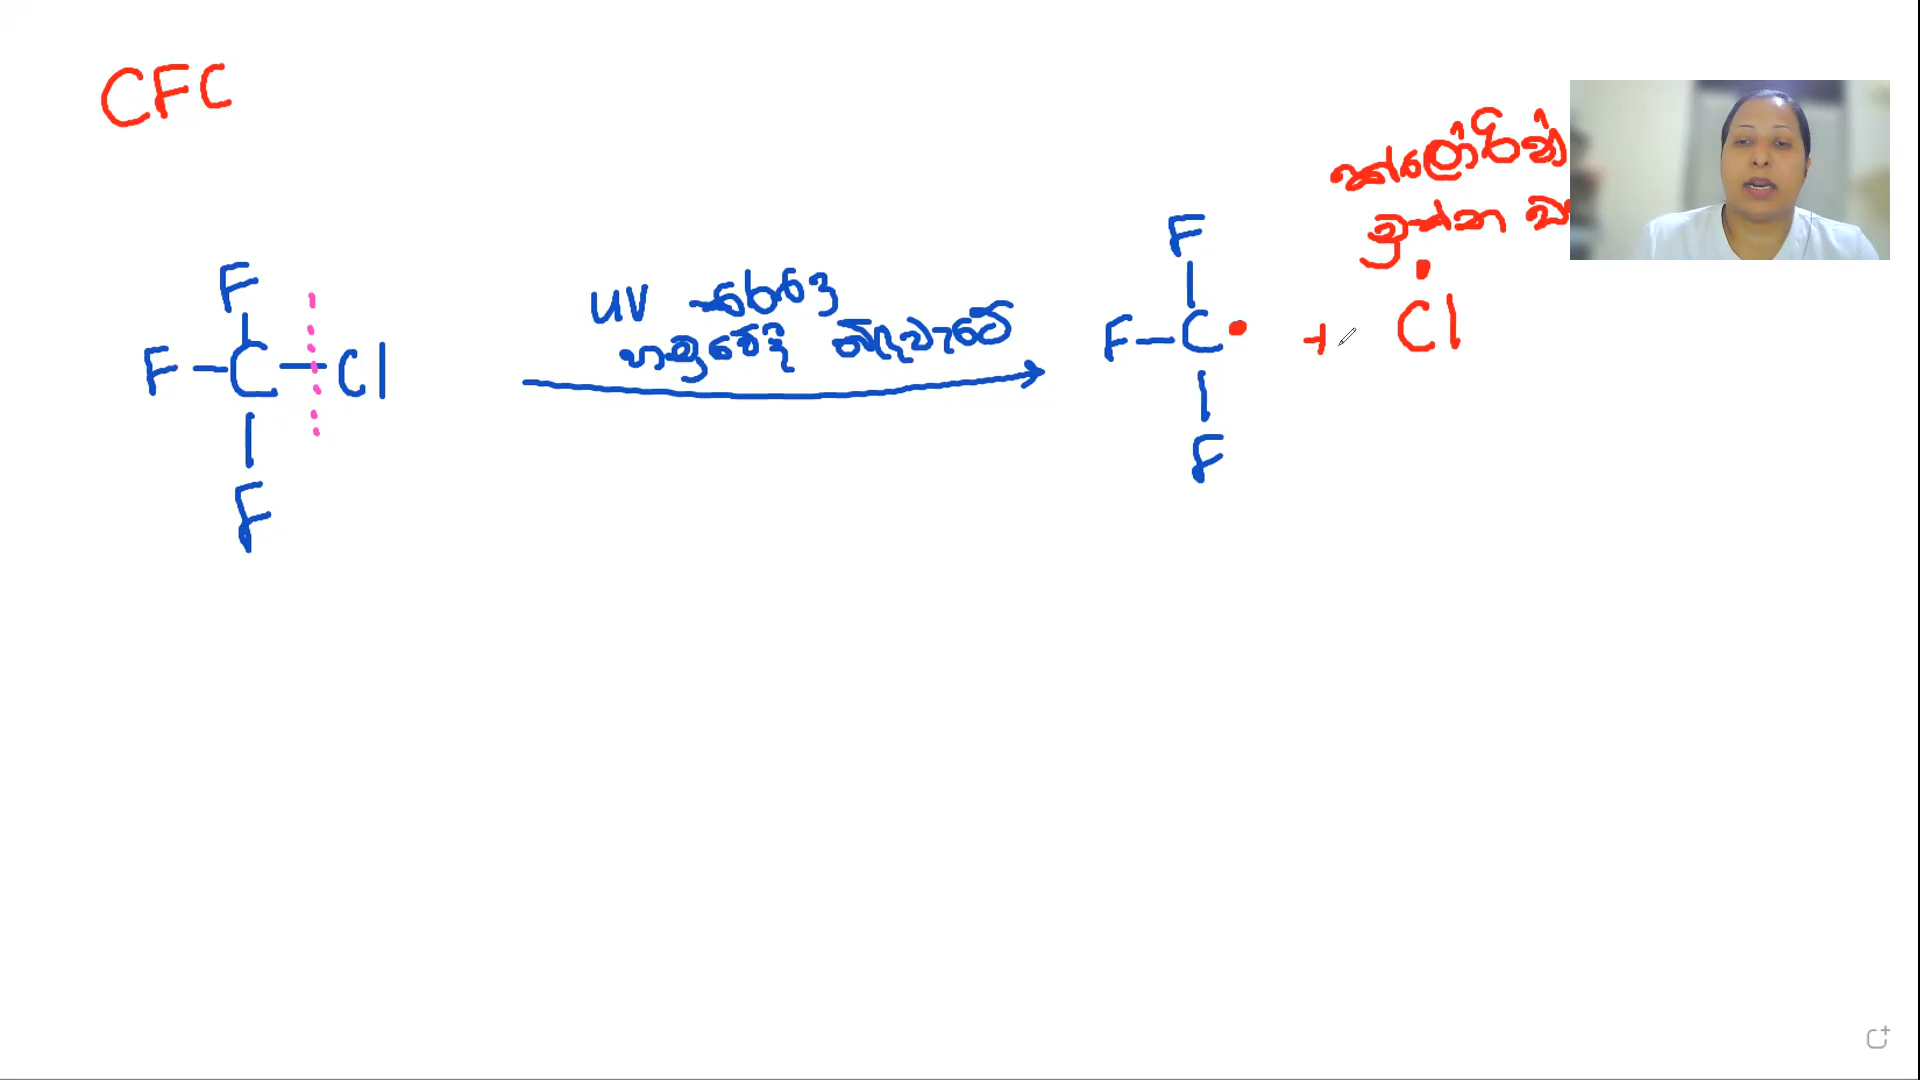 CFC
ක්ලෝරීන්
මුක්ත ඛ
F
F – C – Cl
F
UV කිරණ
හමුවේදී බිඳවැටේ
F
F – C • + •Cl
F